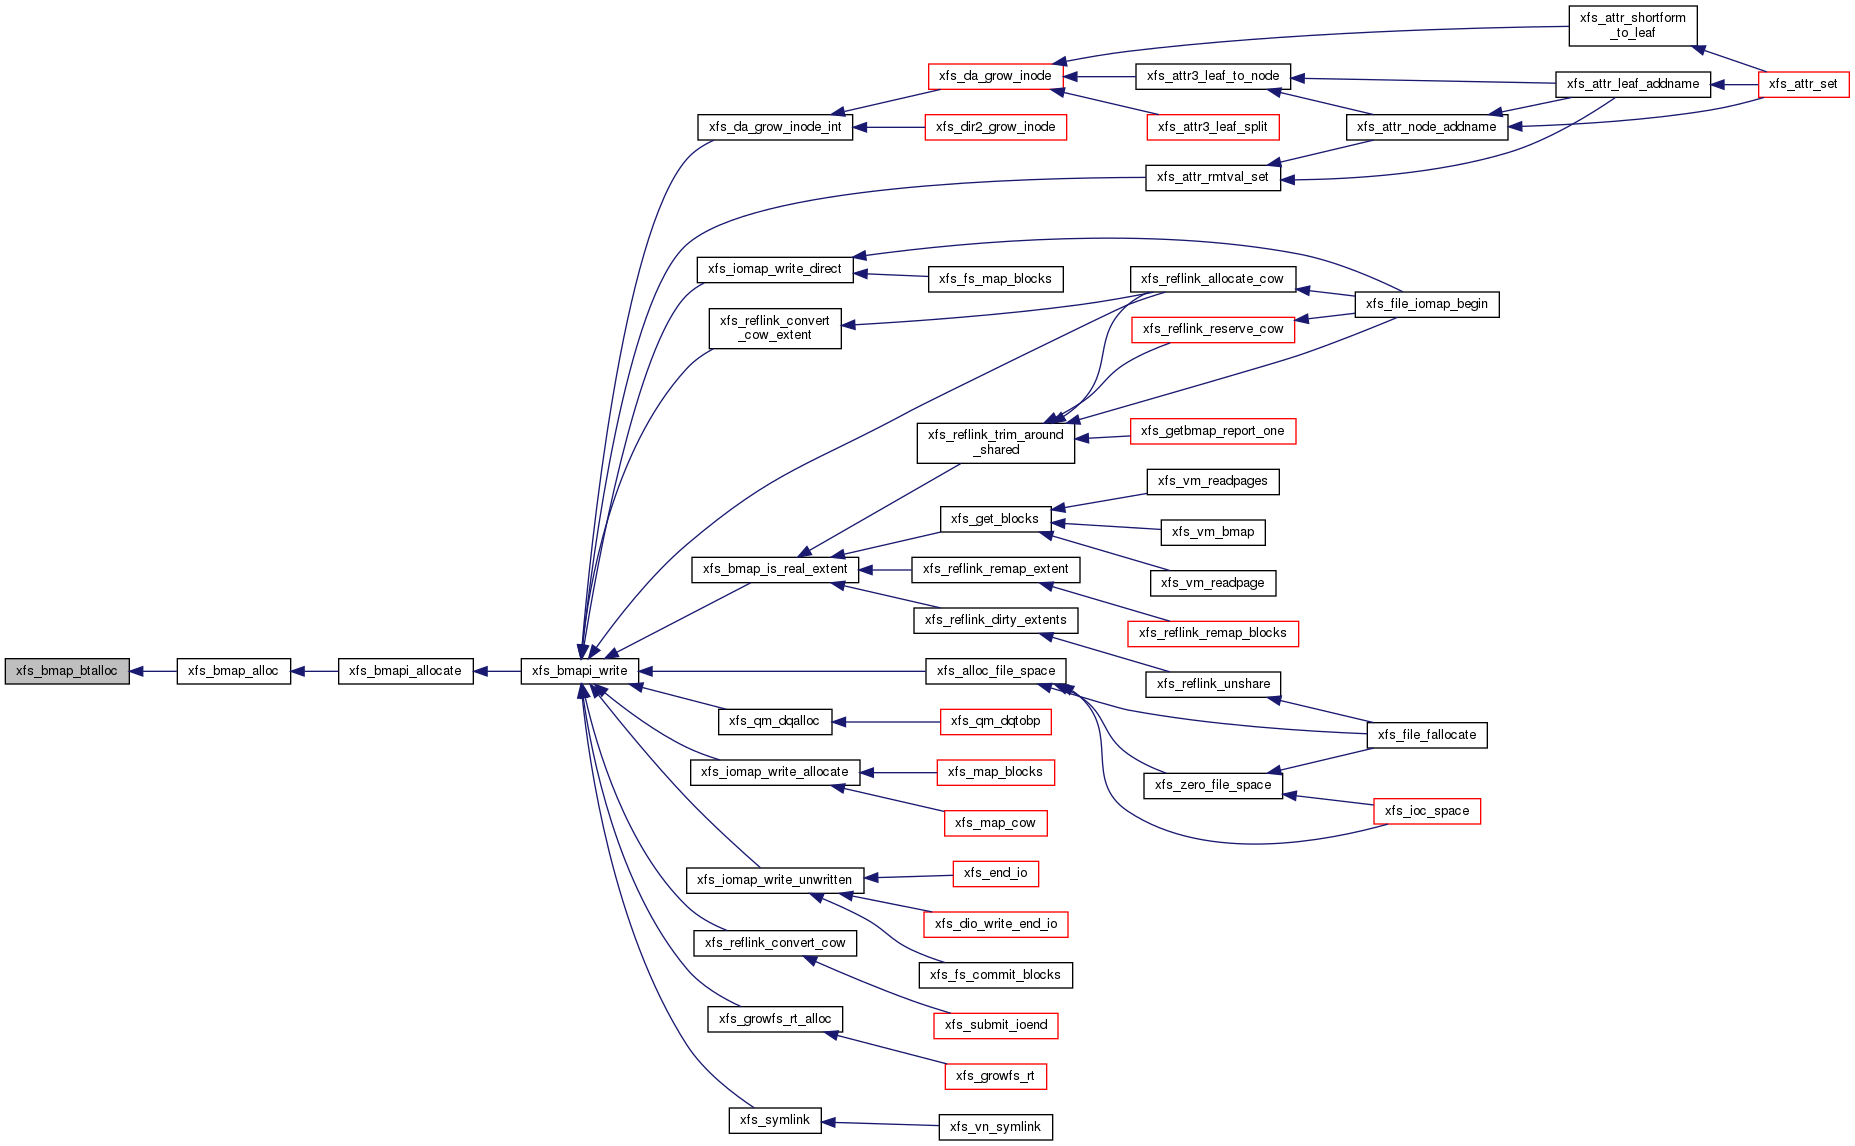 xfs_attr_shortform
_to_leaf
xfs_da_grow_inode
xfs_attr3_leaf_to_node
xfs_attr_leaf_addname
xfs_attr_set
xfs_da_grow_inode_int
xfs_dir2_grow_inode
xfs_attr3_leaf_split
xfs_attr_node_addname
xfs_attr_rmtval_set
xfs_iomap_write_direct
xfs_fs_map_blocks
xfs_reflink_allocate_cow
xfs_file_iomap_begin
xfs_reflink_convert
_cow_extent
xfs_reflink_reserve_cow
xfs_reflink_trim_around
_shared
xfs_getbmap_report_one
xfs_vm_readpages
xfs_get_blocks
xfs_vm_bmap
xfs_bmap_is_real_extent
xfs_reflink_remap_extent
xfs_vm_readpage
xfs_reflink_dirty_extents
xfs_reflink_remap_blocks
xfs_bmap_btalloc
xfs_bmap_alloc
xfs_bmapi_allocate
xfs_bmapi_write
xfs_alloc_file_space
xfs_reflink_unshare
xfs_qm_dqalloc
xfs_qm_dqtobp
xfs_file_fallocate
xfs_iomap_write_allocate
xfs_map_blocks
xfs_zero_file_space
xfs_map_cow
xfs_ioc_space
xfs_iomap_write_unwritten
xfs_end_io
xfs_dio_write_end_io
xfs_reflink_convert_cow
xfs_fs_commit_blocks
xfs_growfs_rt_alloc
xfs_submit_ioend
xfs_growfs_rt
xfs_symlink
xfs_vn_symlink